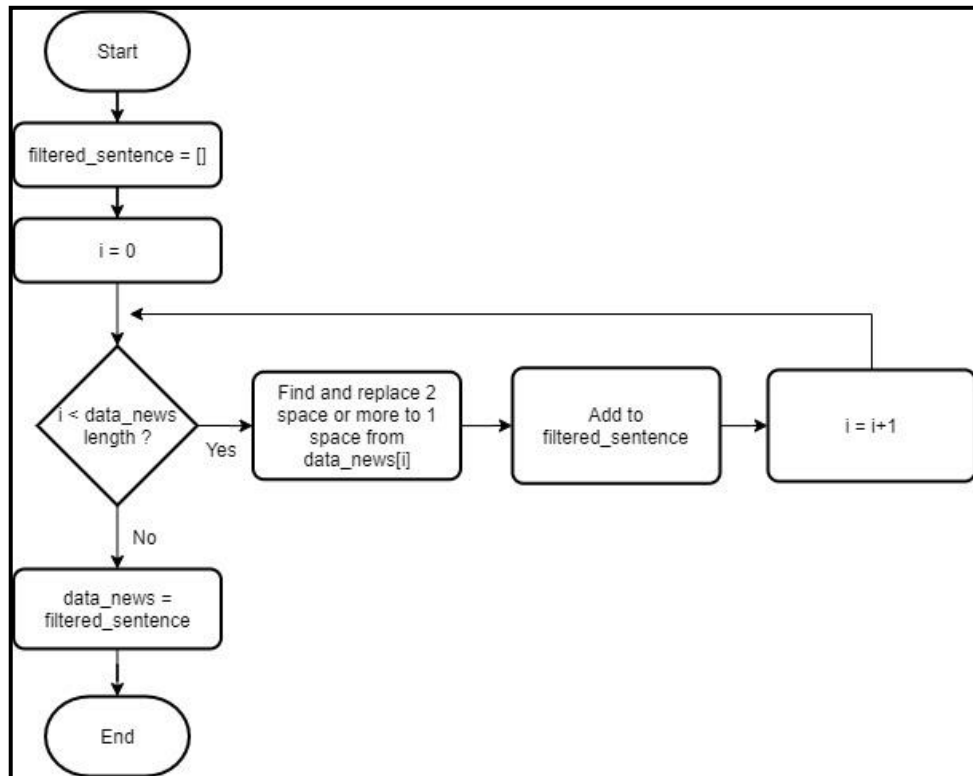 Start
filtered_sentence = []
i = 0
i < data_news
length ?
Yes
Find and replace 2
space or more to 1
space from
data_news[i]
Add to
filtered_sentence
i = i+1
No
data_news =
filtered_sentence
End